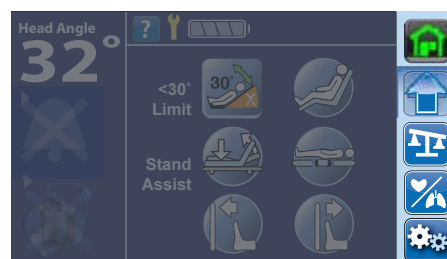 Head Angle
32°
?
<30°
Limit
30°
X
Stand
Assist